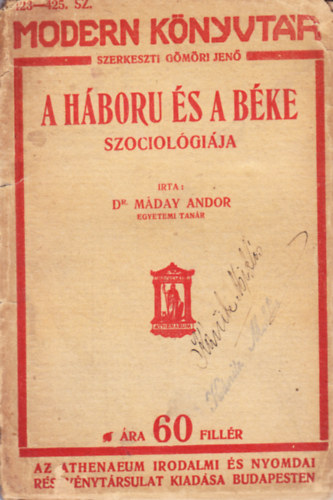 423—425. SZ.
MODERN KÖNYVTÁR
SZERKESZTI GÖMÖRI JENŐ
A HÁBORU ÉS A BÉKE
SZOCIOLÓGIÁJA
IRTA:
DR. MÁDAY ANDOR
EGYETEMI TANÁR
ATHENAEUM
ÁRA 60 FILLÉR
AZ ATHENAEUM IRODALMI ÉS NYOMDAI
RÉSZVÉNYTÁRSULAT KIADÁSA BUDAPESTEN